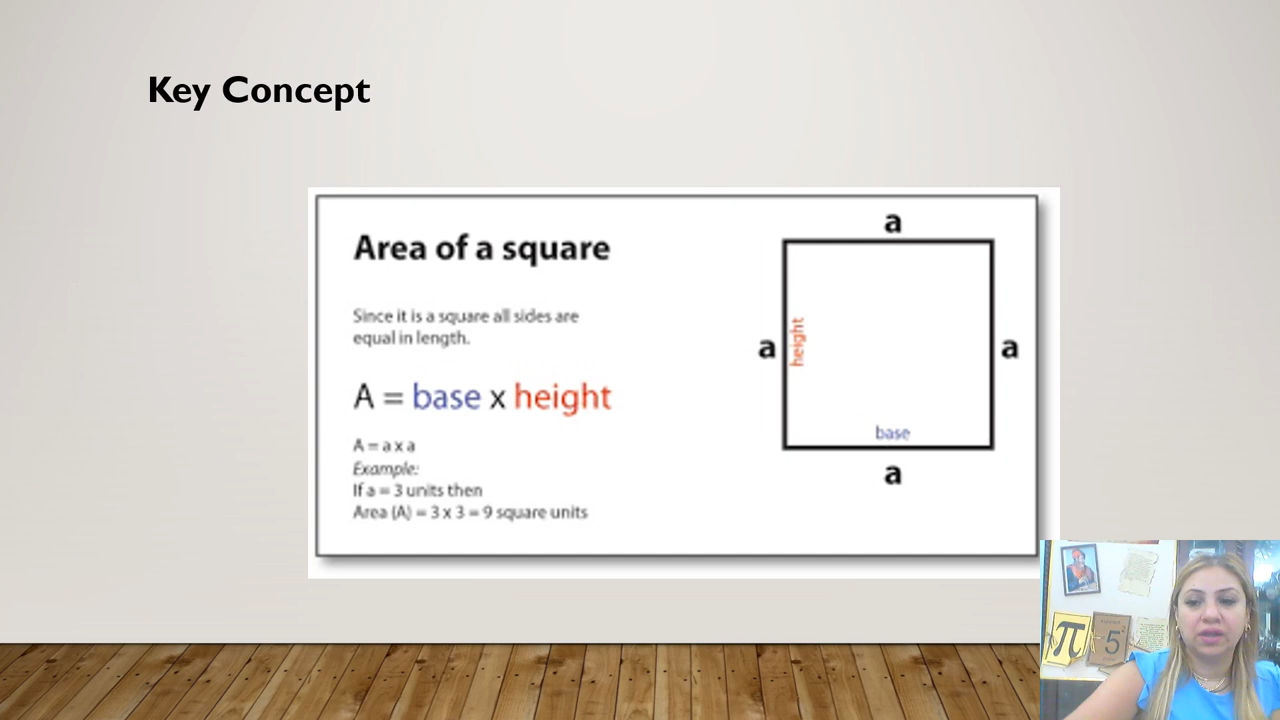 Key Concept
Area of a square
Since it is a square all sides are
equal in length.
A = base x height
A = a x a
Example:
If a = 3 units then
Area (A) = 3 x 3 = 9 square units
a
a
height
a
base
a
π
5